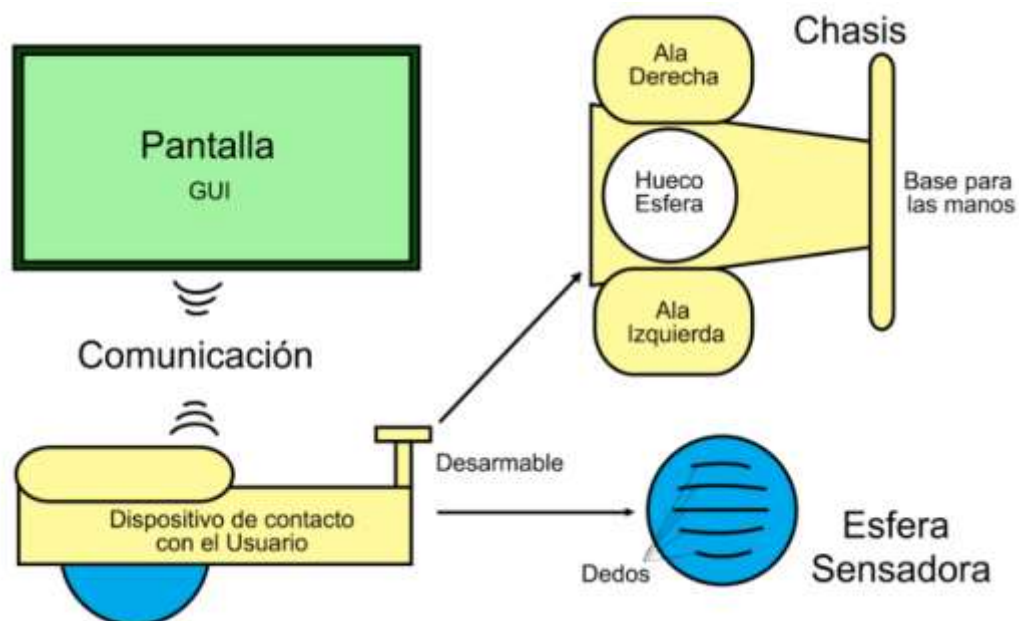 Pantalla
GUI
Comunicación
Dispositivo de contacto
con el Usuario
Desarmable
Chasis
Ala
Derecha
Hueco
Esfera
Base para
las manos
Ala
Izquierda
Dedos
Esfera
Sensadora